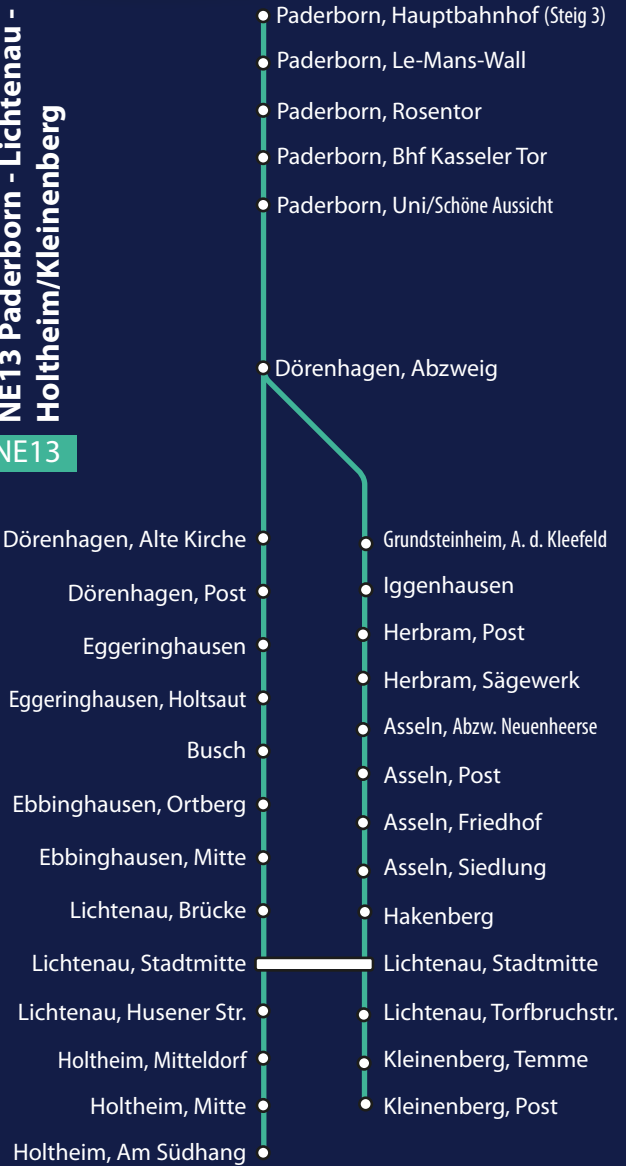 NE13 Paderborn - Lichtenau -
Holtheim/Kleinenberg
NE13
Paderborn, Hauptbahnhof (Steig 3)
Paderborn, Le-Mans-Wall
Paderborn, Rosentor
Paderborn, Bhf Kasseler Tor
Paderborn, Uni/Schöne Aussicht
Dörenhagen, Abzweig
Dörenhagen, Alte Kirche
Dörenhagen, Post
Eggeringhausen
Eggeringhausen, Holtsaut
Busch
Ebbinghausen, Ortberg
Ebbinghausen, Mitte
Lichtenau, Brücke
Lichtenau, Stadtmitte
Lichtenau, Husener Str.
Holtheim, Mitteldorf
Holtheim, Mitte
Holtheim, Am Südhang
Grundsteinheim, A. d. Kleefeld
Iggenhausen
Herbram, Post
Herbram, Sägewerk
Asseln, Abzw. Neuenheerse
Asseln, Post
Asseln, Friedhof
Asseln, Siedlung
Hakenberg
Lichtenau, Stadtmitte
Lichtenau, Torfbruchstr.
Kleinenberg, Temme
Kleinenberg, Post